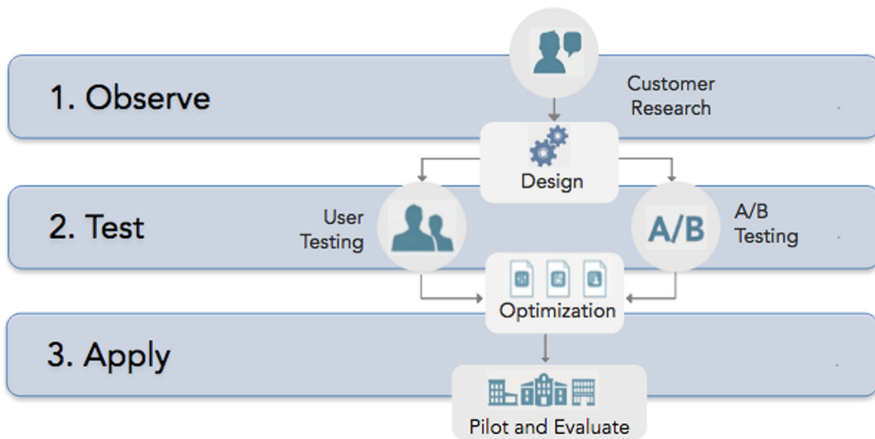 1. Observe
Customer
Research
Design
2. Test
User
Testing
A/B
A/B
Testing
Optimization
3. Apply
Pilot and Evaluate